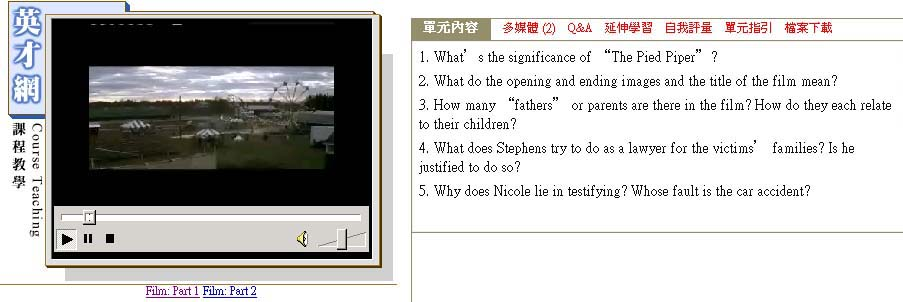 英才網
課程教學
Course Teaching
Film: Part 1 Film: Part 2
單元內容 多媒體 (2) Q&A 延伸學習 自我評量 單元指引 檔案下載
1. What’s the significance of “The Pied Piper”?
2. What do the opening and ending images and the title of the film mean?
3. How many “fathers” or parents are there in the film? How do they each relate
to their children?
4. What does Stephens try to do as a lawyer for the victims’ families? Is he
justified to do so?
5. Why does Nicole lie in testifying? Whose fault is the car accident?